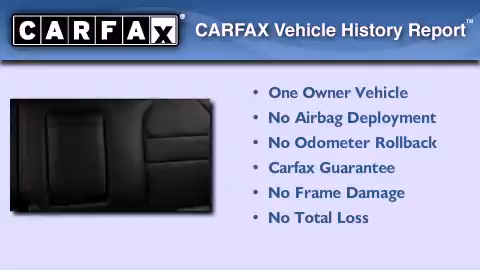 CARFAX® CARFAX Vehicle History Report™
• One Owner Vehicle
• No Airbag Deployment
• No Odometer Rollback
• Carfax Guarantee
• No Frame Damage
• No Total Loss